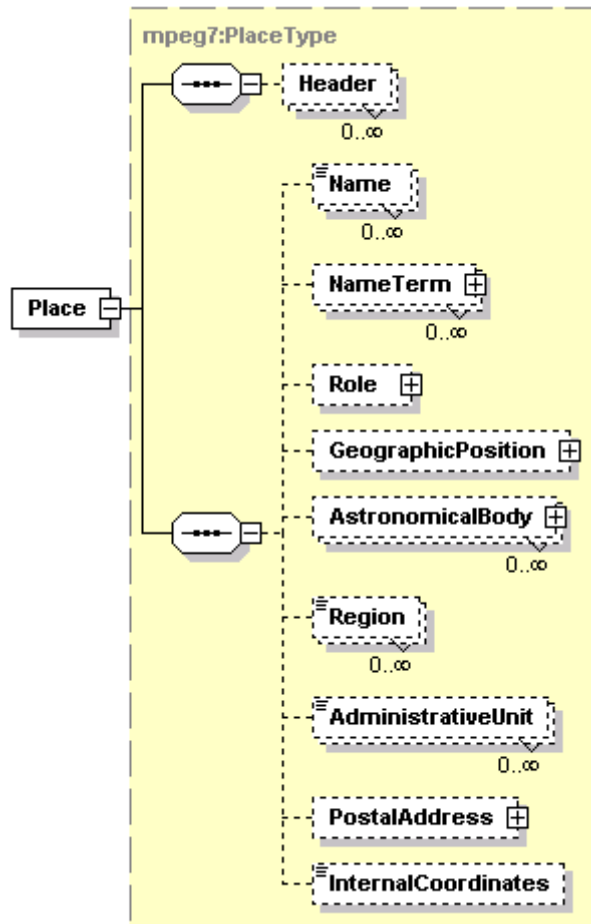 mpeg7:PlaceType
Header
0..∞
Name
0..∞
NameTerm
0..∞
Place
Role
GeographicPosition
AstronomicalBody
0..∞
Region
0..∞
AdministrativeUnit
0..∞
PostalAddress
InternalCoordinates